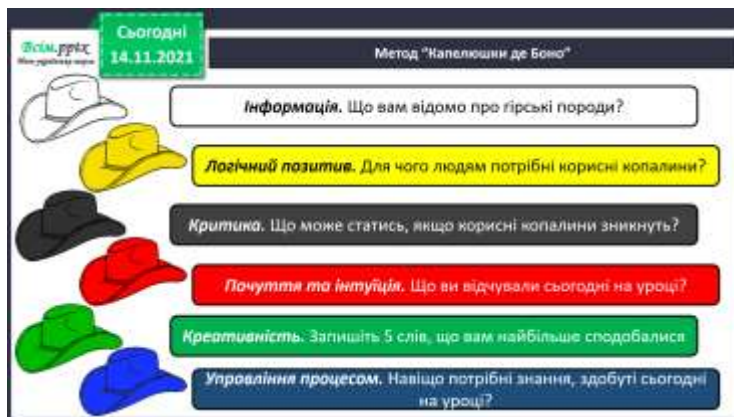 Сьогодні
14.11.2021
Всім.pptx
Метод "Капелюшки де Боно"
Інформація. Що вам відомо про гірські породи?
Логічний позитив. Для чого людям потрібні корисні копалини?
Критика. Що може статись, якщо корисні копалини зникнуть?
Почуття та інтуїція. Що ви відчували сьогодні на уроці?
Креативність. Запишіть 5 слів, що вам найбільше сподобалися
Управління процесом. Навіщо потрібні знання, здобуті сьогодні
на уроці?